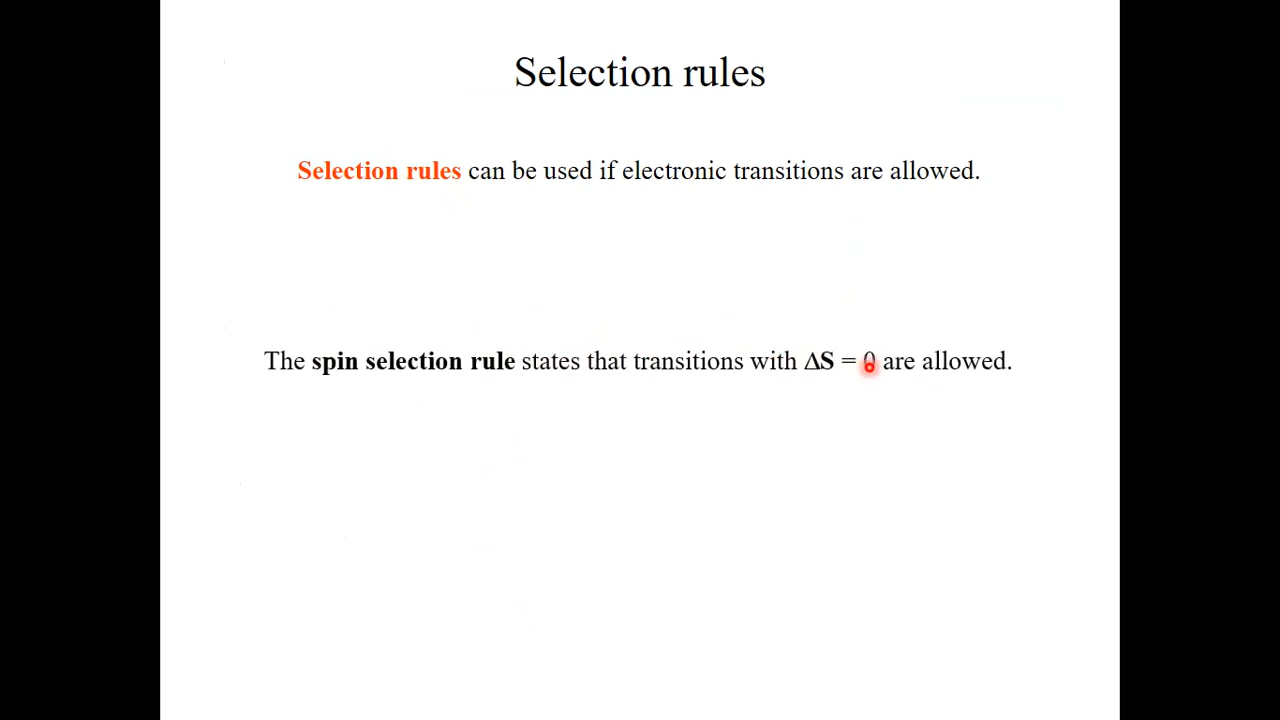 Selection rules
Selection rules can be used if electronic transitions are allowed.
The spin selection rule states that transitions with ΔS = 0 are allowed.